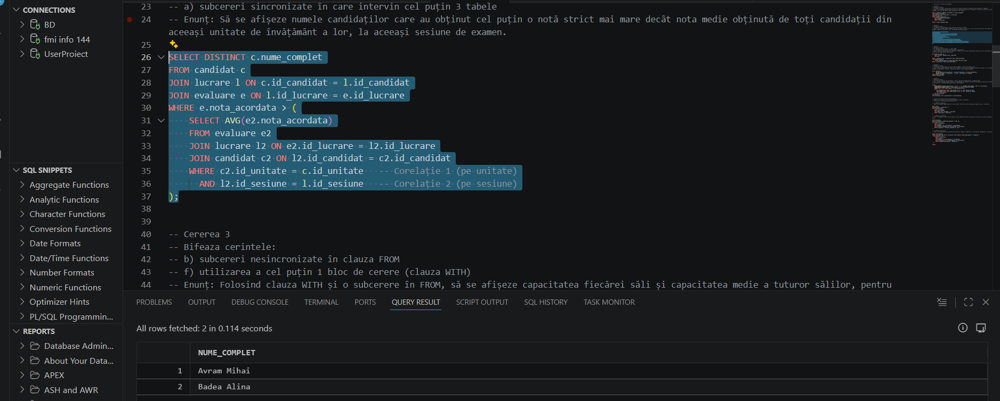 CONNECTIONS
BD
fmi info 144
UserProiect
SQL SNIPPETS
Aggregate Functions
Analytic Functions
Character Functions
Conversion Functions
Date Formats
Date/Time Functions
Number Formats
Numeric Functions
Optimizer Hints
PL/SQL Programmin...
REPORTS
Database Admin...
About Your Data...
APEX
ASH and AWR
23 -- a) subcereri sincronizate în care intervin cel puțin 3 tabele
24 -- Enunț: Să se afișeze numele candidaților care au obținut cel puțin o notă strict mai mare decât nota medie obținută de toți candidații din
aceeași unitate de învățământ a lor, la aceeași sesiune de examen.
25
26 SELECT DISTINCT c.nume_complet
27 FROM candidat c
28 JOIN lucrare l ON c.id_candidat = l.id_candidat
29 JOIN evaluare e ON l.id_lucrare = e.id_lucrare
30 WHERE e.nota_acordata > (
31 SELECT AVG(e2.nota_acordata)
32 FROM evaluare e2
33 JOIN lucrare l2 ON e2.id_lucrare = l2.id_lucrare
34 JOIN candidat c2 ON l2.id_candidat = c2.id_candidat
35 WHERE c2.id_unitate = c.id_unitate -- Corelație 1 (pe unitate)
36 AND l2.id_sesiune = l.id_sesiune -- Corelație 2 (pe sesiune)
37 );
38
39
40 -- Cererea 3
41 -- Bifeaza cerintele:
42 -- b) subcereri nesincronizate în clauza FROM
43 -- f) utilizarea a cel puțin 1 bloc de cerere (clauza WITH)
44 -- Enunț: Folosind clauza WITH și o subcerere în FROM, să se afișeze capacitatea fiecărei săli și capacitatea medie a tuturor sălilor, pentru
PROBLEMS OUTPUT DEBUG CONSOLE TERMINAL PORTS QUERY RESULT SCRIPT OUTPUT SQL HISTORY TASK MONITOR
All rows fetched: 2 in 0.114 seconds
NUME_COMPLET
1 Avram Mihai
2 Badea Alina